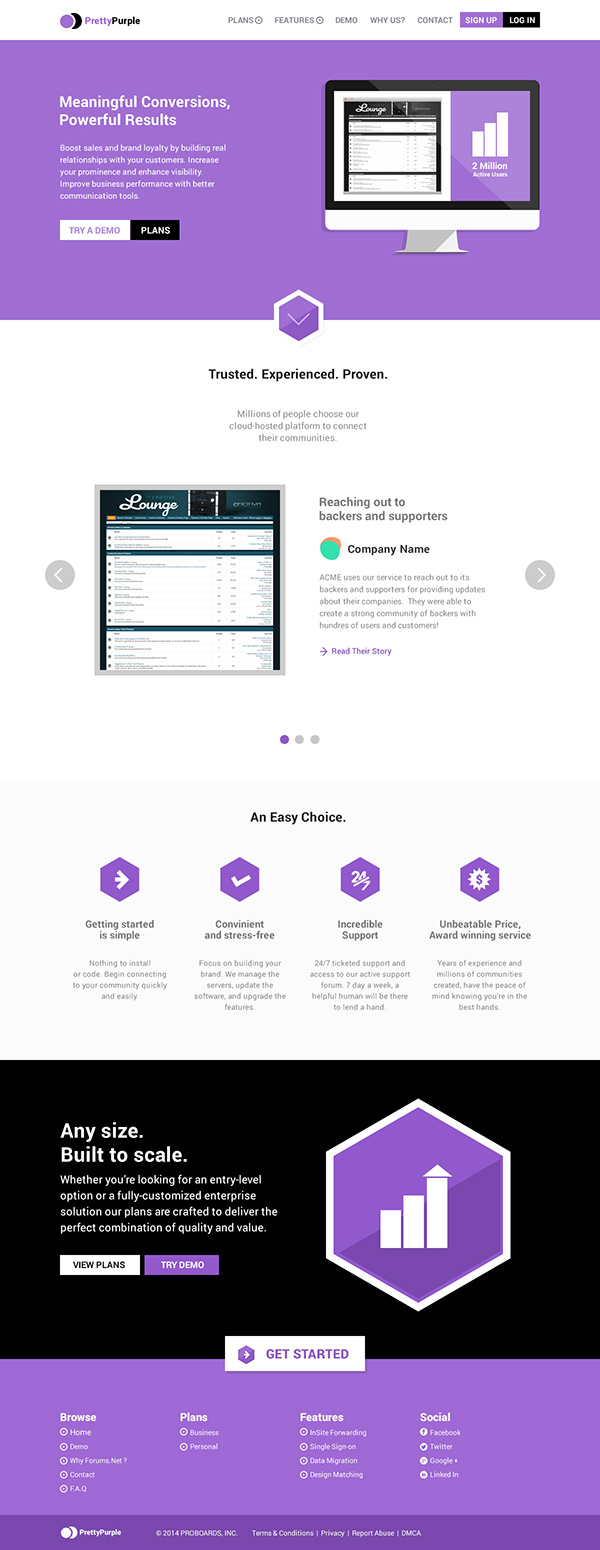 PrettyPurple
PLANS FEATURES DEMO WHY US? CONTACT SIGN UP LOG IN
Meaningful Conversions,
Powerful Results
Boost sales and brand loyalty by building real
relationships with your customers. Increase
your prominence and enhance visibility.
Improve business performance with better
communication tools.
TRY A DEMO PLANS
Lounge
2 Million
Active Users
Trusted. Experienced. Proven.
Millions of people choose our
cloud-hosted platform to connect
their communities.
Lounge
Reaching out to
backers and supporters
Company Name
ACME uses our service to reach out to its
backers and supporters for providing updates
about their companies. They were able to
create a strong community of backers with
hundres of users and customers!
Read Their Story
An Easy Choice.
Getting started
is simple
Nothing to install
or code. Begin connecting
to your community quickly
and easily.
Convinient
and stress-free
Focus on building your
brand. We manage the
servers, update the
software, and upgrade the
features.
24/7
Incredible
Support
24/7 ticketed support and
access to our active support
forum. 7 day a week, a
helpful human will be there
to lend a hand.
$
Unbeatable Price,
Award winning service
Years of experience and
millions of communities
created, have the peace of
mind knowing you're in the
best hands.
Any size.
Built to scale.
Whether you're looking for an entry-level
option or a fully-customized enterprise
solution our plans are crafted to deliver the
perfect combination of quality and value.
VIEW PLANS TRY DEMO
GET STARTED
Browse
Home
Demo
Why Forums.Net ?
Contact
F.A.Q
Plans
Business
Personal
Features
InSite Forwarding
Single Sign-on
Data Migration
Design Matching
Social
Facebook
Twitter
Google +
Linked In
PrettyPurple
© 2014 PROBOARDS, INC. Terms & Conditions | Privacy | Report Abuse | DMCA